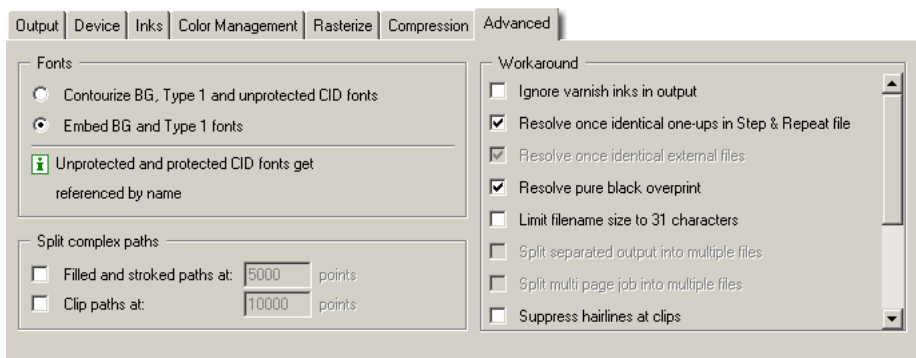 Output Device Inks Color Management Rasterize Compression Advanced
Fonts
Contourize BG, Type 1 and unprotected CID fonts
Embed BG and Type 1 fonts
Unprotected and protected CID fonts get
referenced by name
Split complex paths
Filled and stroked paths at: 5000 points
Clip paths at: 10000 points
Workaround
Ignore varnish inks in output
Resolve once identical one-ups in Step & Repeat file
Resolve once identical external files
Resolve pure black overprint
Limit filename size to 31 characters
Split separated output into multiple files
Split multi page job into multiple files
Suppress hairlines at clips